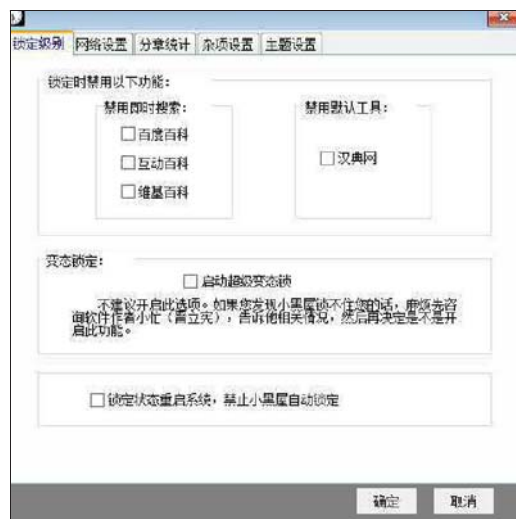 锁定级别 网络设置 分章统计 杂项设置 主题设置
锁定时禁用以下功能：
禁用即时搜索： 禁用默认工具：
百度百科
汉典网
互动百科
维基百科
变态锁定：
启动超级变态锁
不建议开启此选项。如果您发现小黑屋锁不住您的话，麻烦先咨
询软件作者小忙（ 立宪），告诉他相关情况，然后再决定是不是开
启此功能。
锁定状态重启系统，禁止小黑屋自动锁定
确定 取消